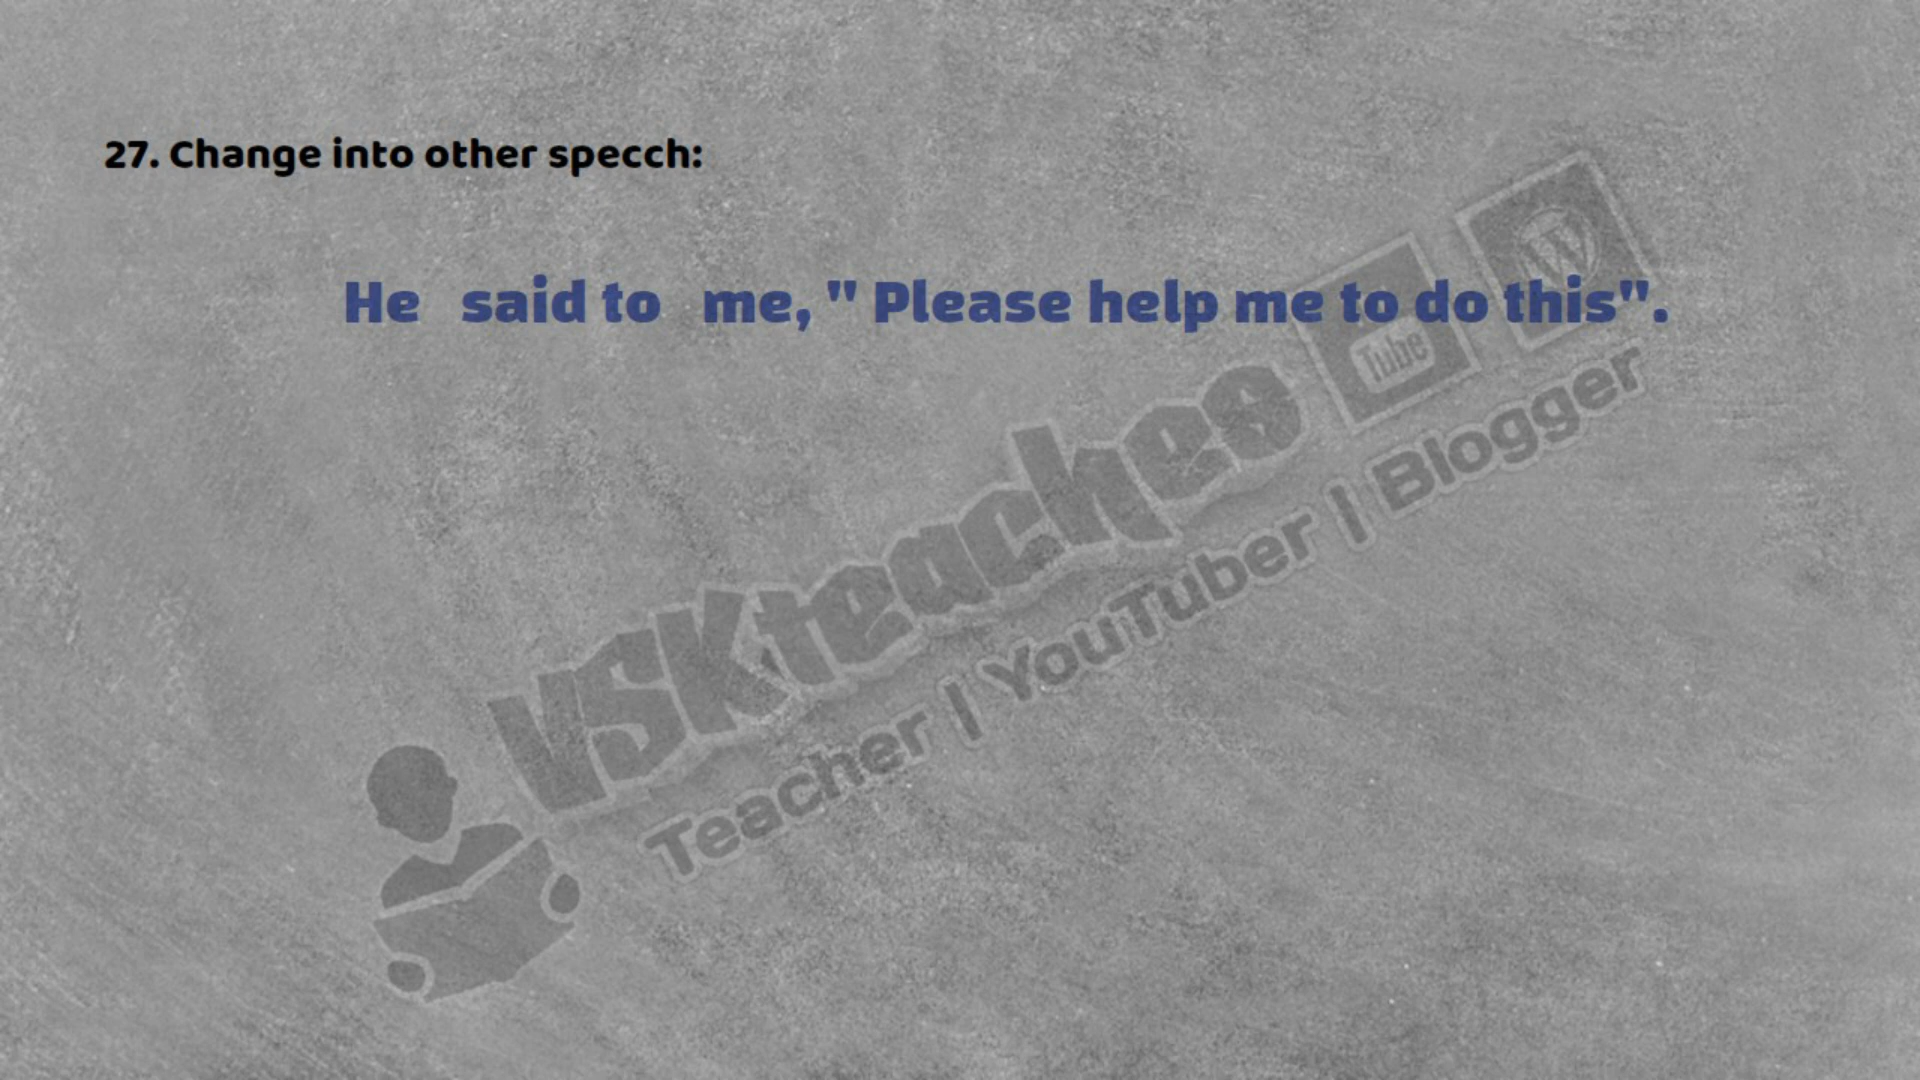 27. Change into other specch:
He said to me, " Please help me to do this".
Tube
W
VSKteachee
Teacher | YouTuber | Blogger